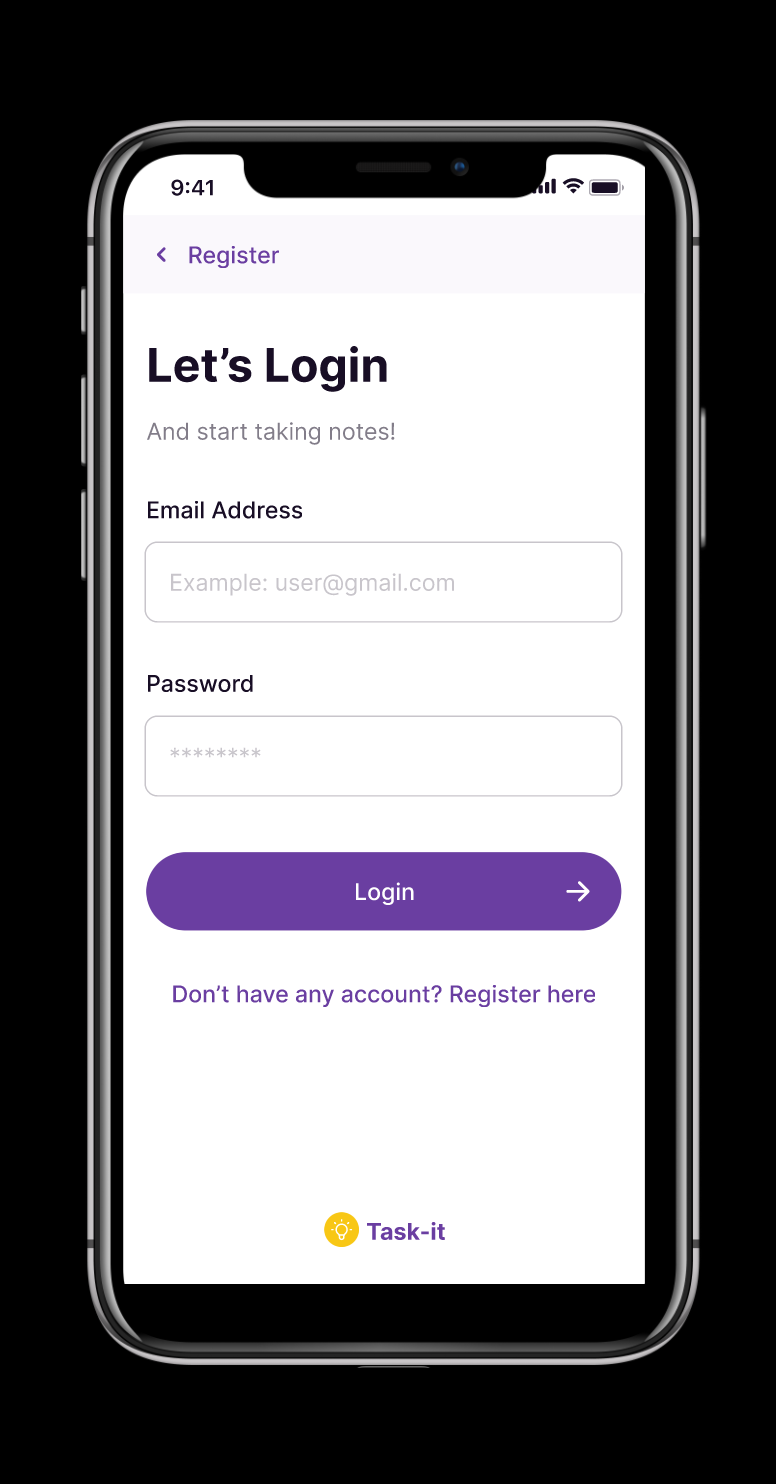 9:41
Register
Let’s Login
And start taking notes!
Email Address
Example: user@gmail.com
Password
********
Login
Don’t have any account? Register here
Task-it